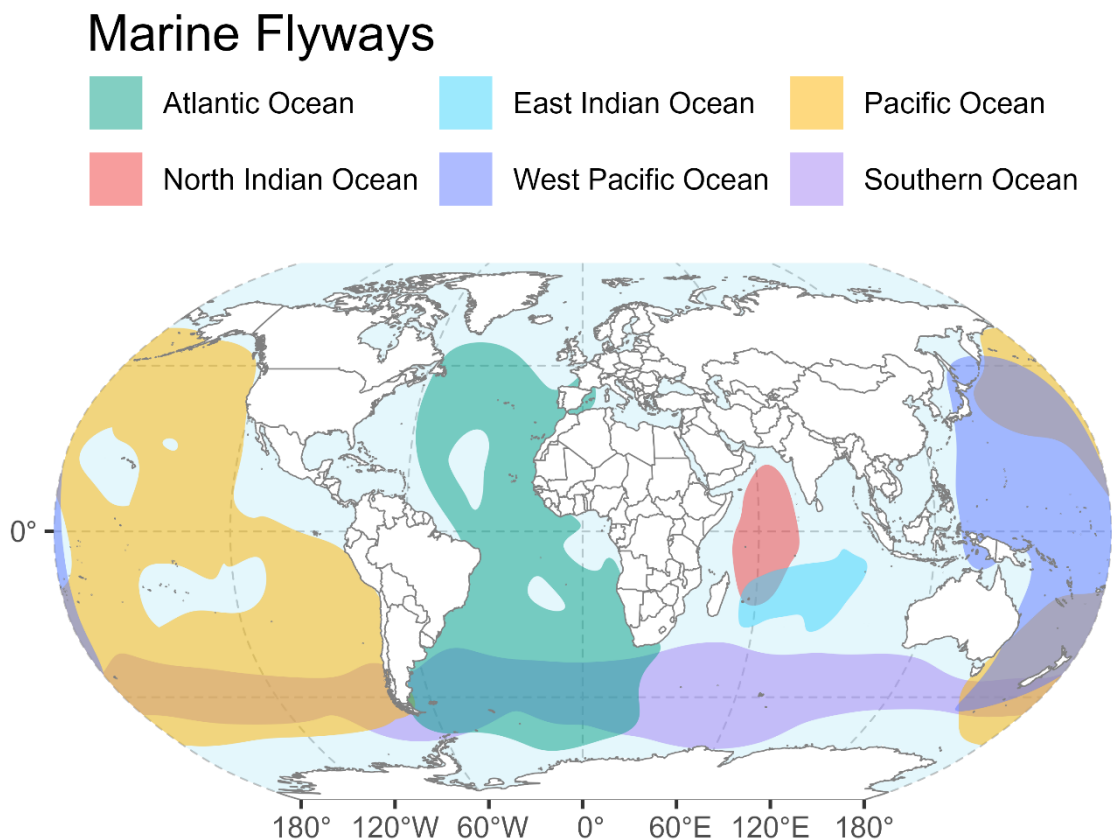 Marine Flyways
Atlantic Ocean
East Indian Ocean
Pacific Ocean
North Indian Ocean
West Pacific Ocean
Southern Ocean
0°
180° 120°W 60°W 0° 60°E 120°E 180°